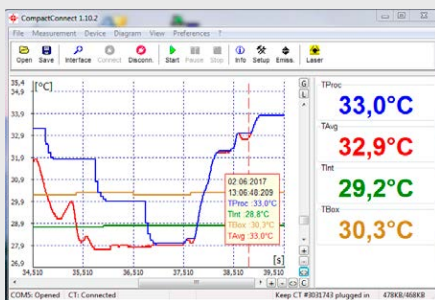 CompactConnect 1.10.2
File Measurement Device Diagram View Preferences ?
Open Save Interface Connect Disconn. Start Pause Stop Info Setup Emiss. Laser
35,4
34,9
[°C]
33,9
32,9
31,9
30,9
29,9
28,9
27,9
26,9
34,510 35,510 36,510 37,510 38,510 39,510
[s]
02.06.2017
13:06:48.209
TProc :33,0°C
TInt :28,8°C
TBox :30,3°C
TAvg :33,0°C
G
L
C
TProc
33,0°C
TAvg
32,9°C
TInt
29,2°C
TBox
30,3°C
COM5: Opened CT: Connected Keep CT #3031743 plugged in 478KB/468KB